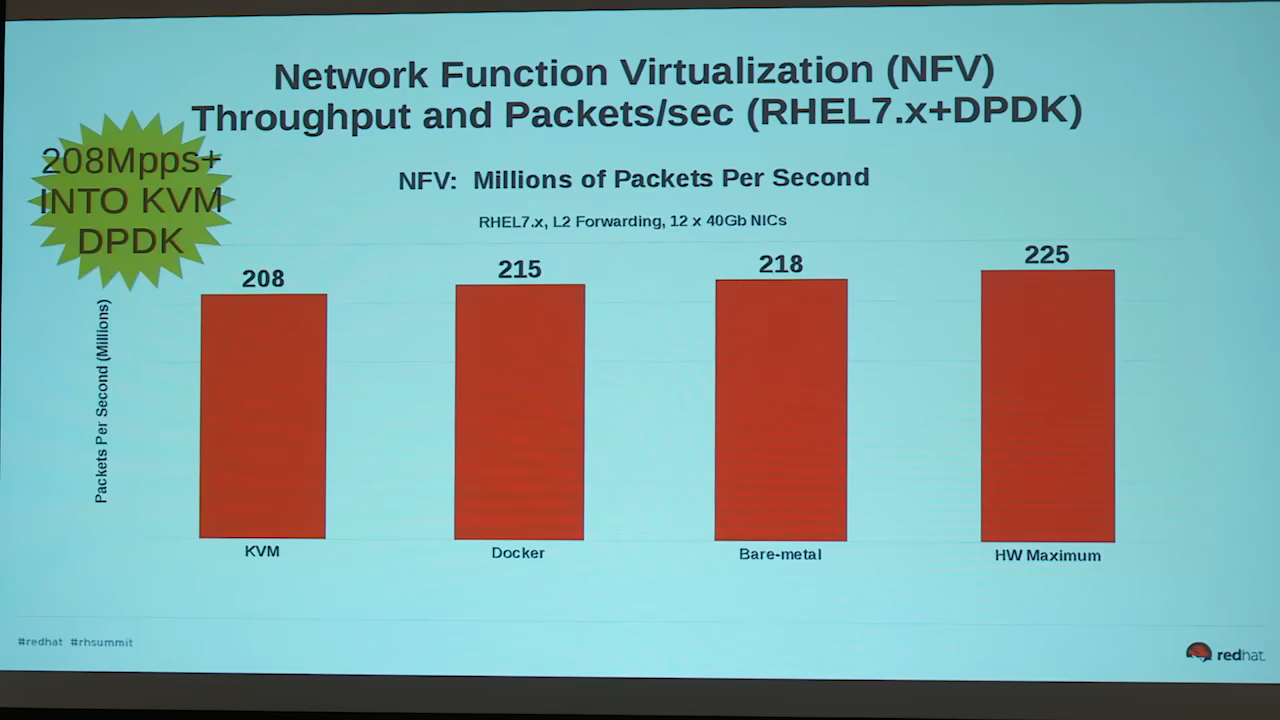 Network Function Virtualization (NFV)
Throughput and Packets/sec (RHEL7.x+DPDK)
208Mpps+
INTO KVM
DPDK
NFV: Millions of Packets Per Second
RHEL7.x, L2 Forwarding, 12 x 40Gb NICs
Packets Per Second (Millions)
208
215
218
225
KVM
Docker
Bare-metal
HW Maximum
#redhat #rhsummit
redhat.